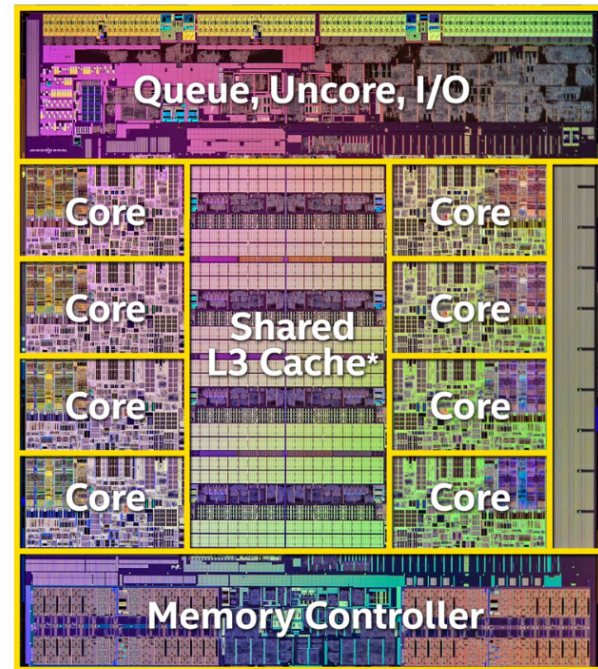 Queue, Uncore, I/O
Core
Core
Core
Shared
L3 Cache*
Core
Core
Core
Core
Core
Memory Controller